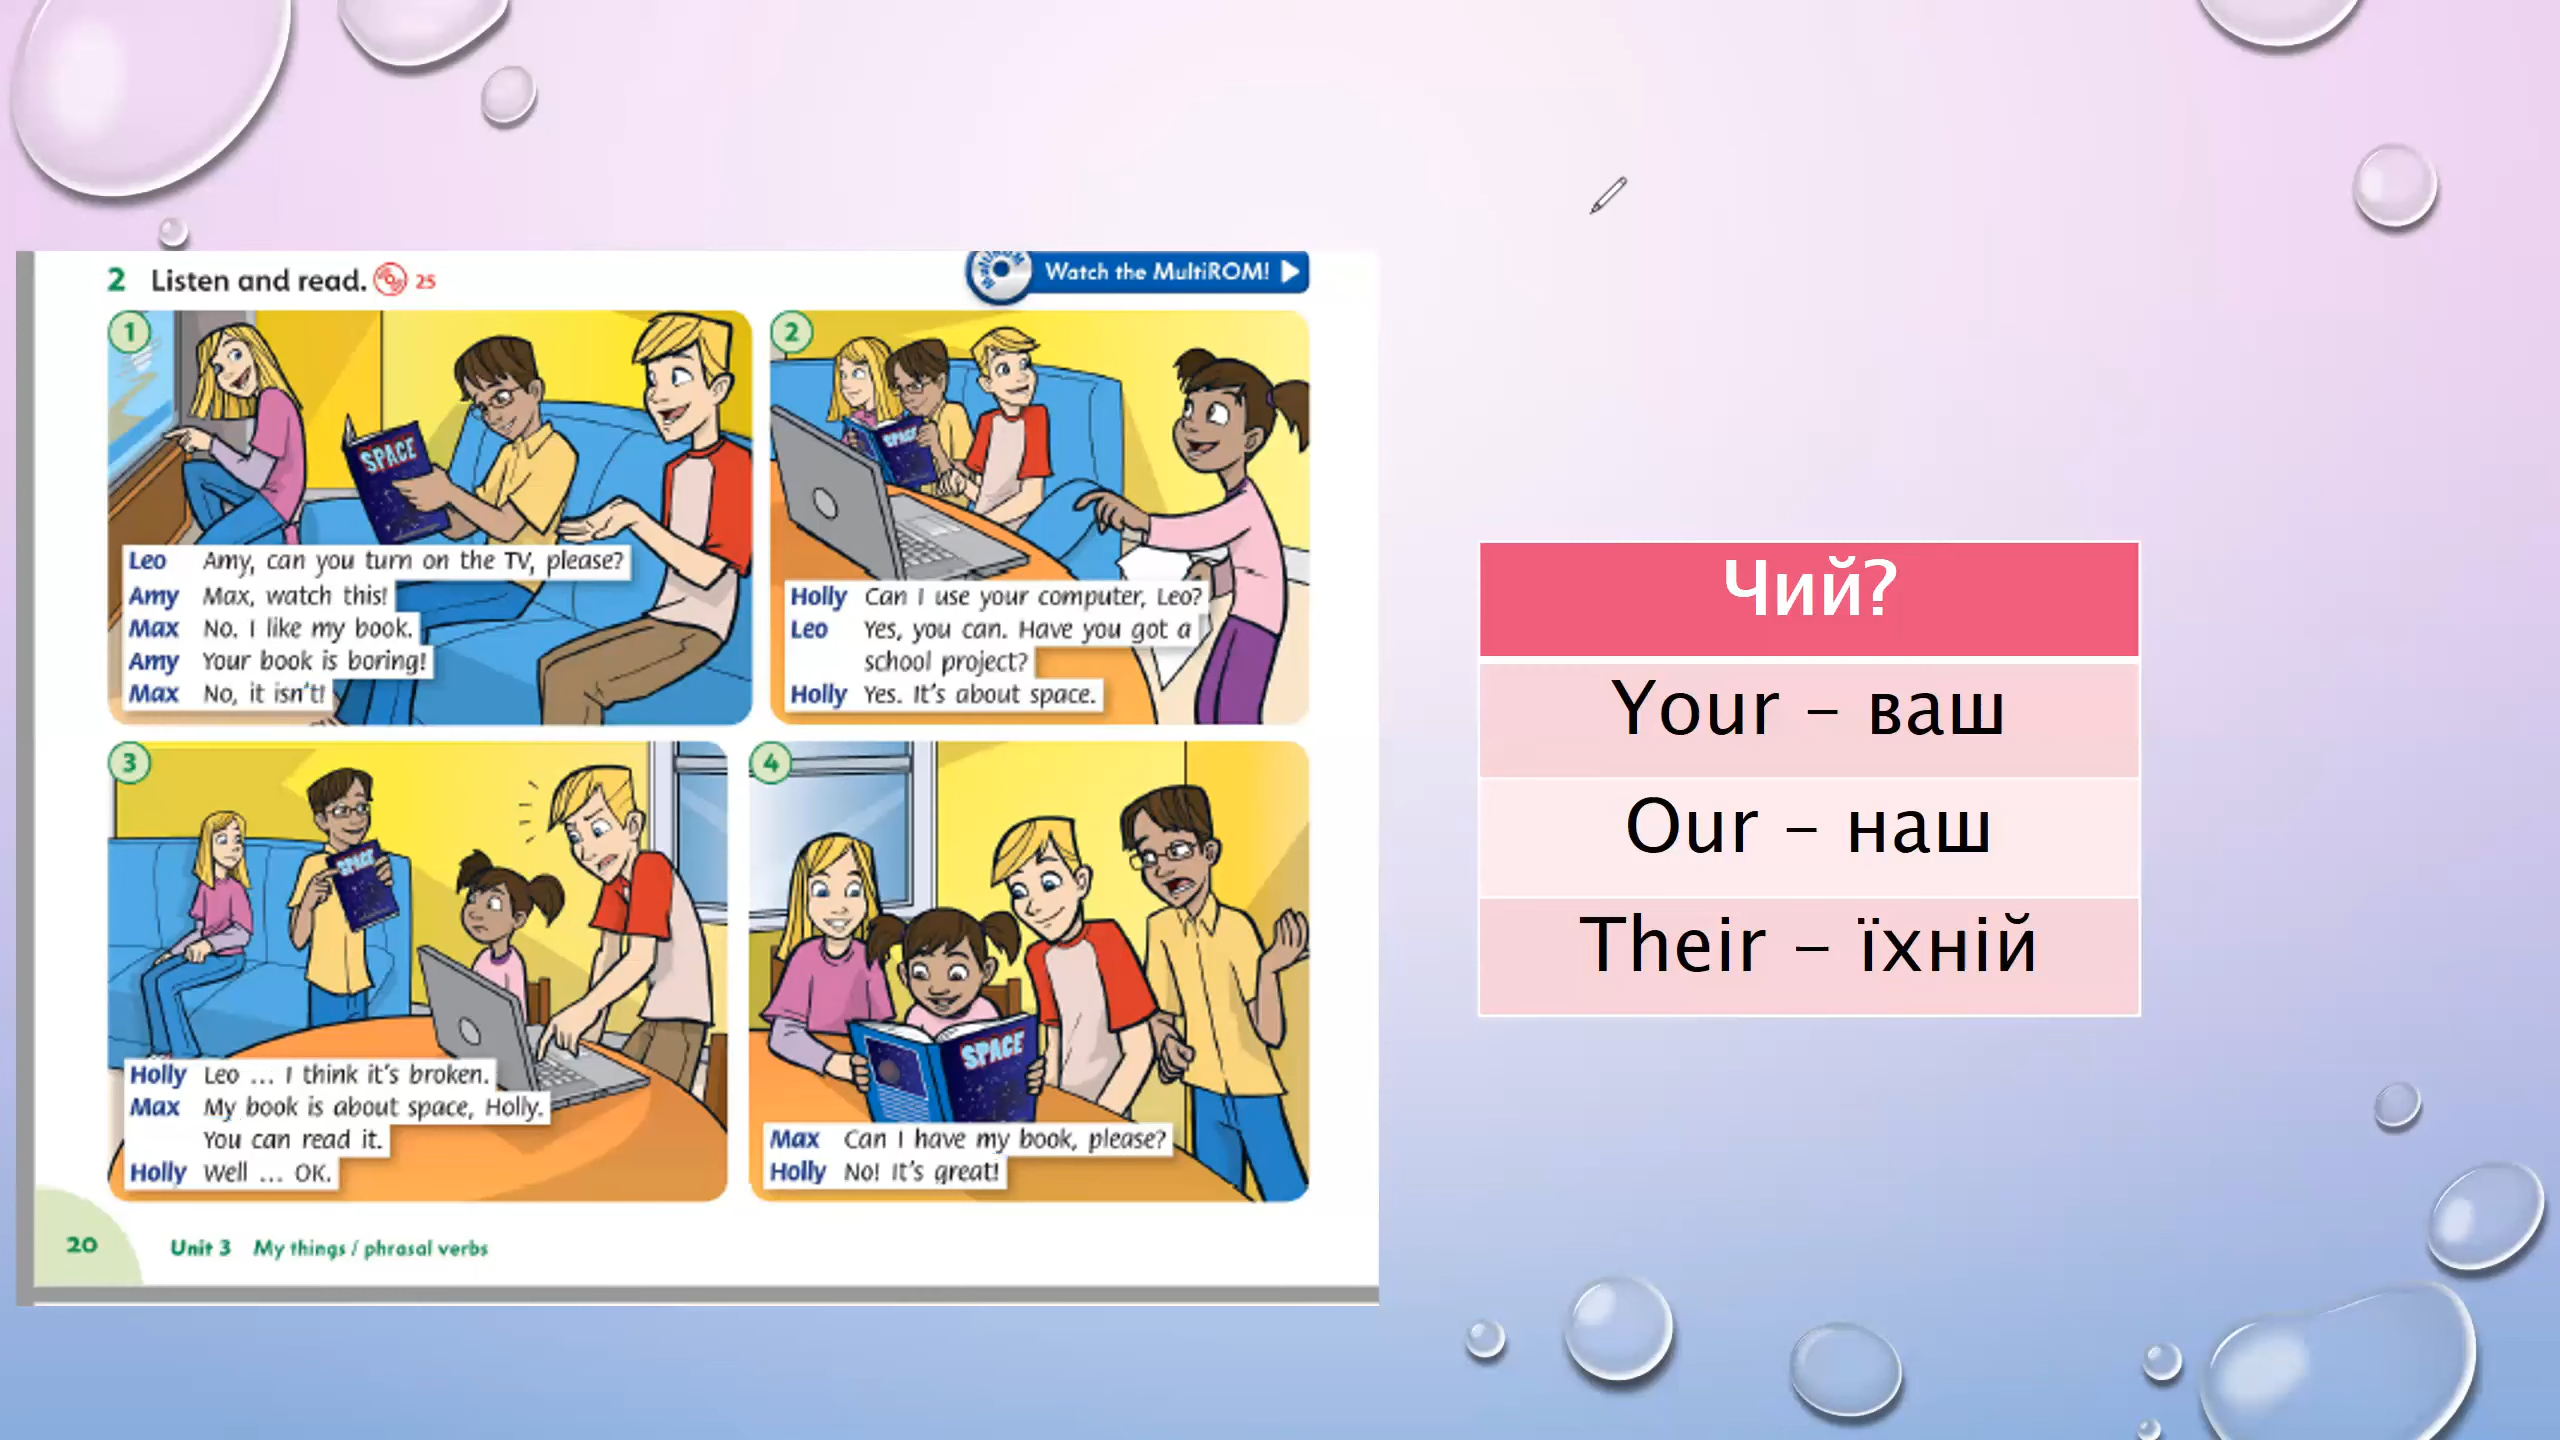 2 Listen and read. 25
Watch the MultiROM!
1
SPACE
Leo Amy, can you turn on the TV, please?
Amy Max, watch this!
Max No. I like my book.
Amy Your book is boring!
Max No, it isn't!
2
SPACE
Holly Can I use your computer, Leo?
Leo Yes, you can. Have you got a
school project?
Holly Yes. It's about space.
3
SPACE
Holly Leo ... I think it's broken.
Max My book is about space, Holly.
You can read it.
Holly Well ... OK.
4
SPACE
Max Can I have my book, please?
Holly No! It's great!
20 Unit 3 My things / phrasal verbs
Чий?
Your – ваш
Our – наш
Their – їхній